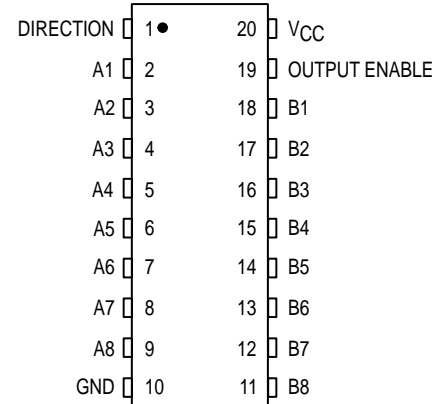 DIRECTION 1 20 VCC
A1 2 19 OUTPUT ENABLE
A2 3 18 B1
A3 4 17 B2
A4 5 16 B3
A5 6 15 B4
A6 7 14 B5
A7 8 13 B6
A8 9 12 B7
GND 10 11 B8